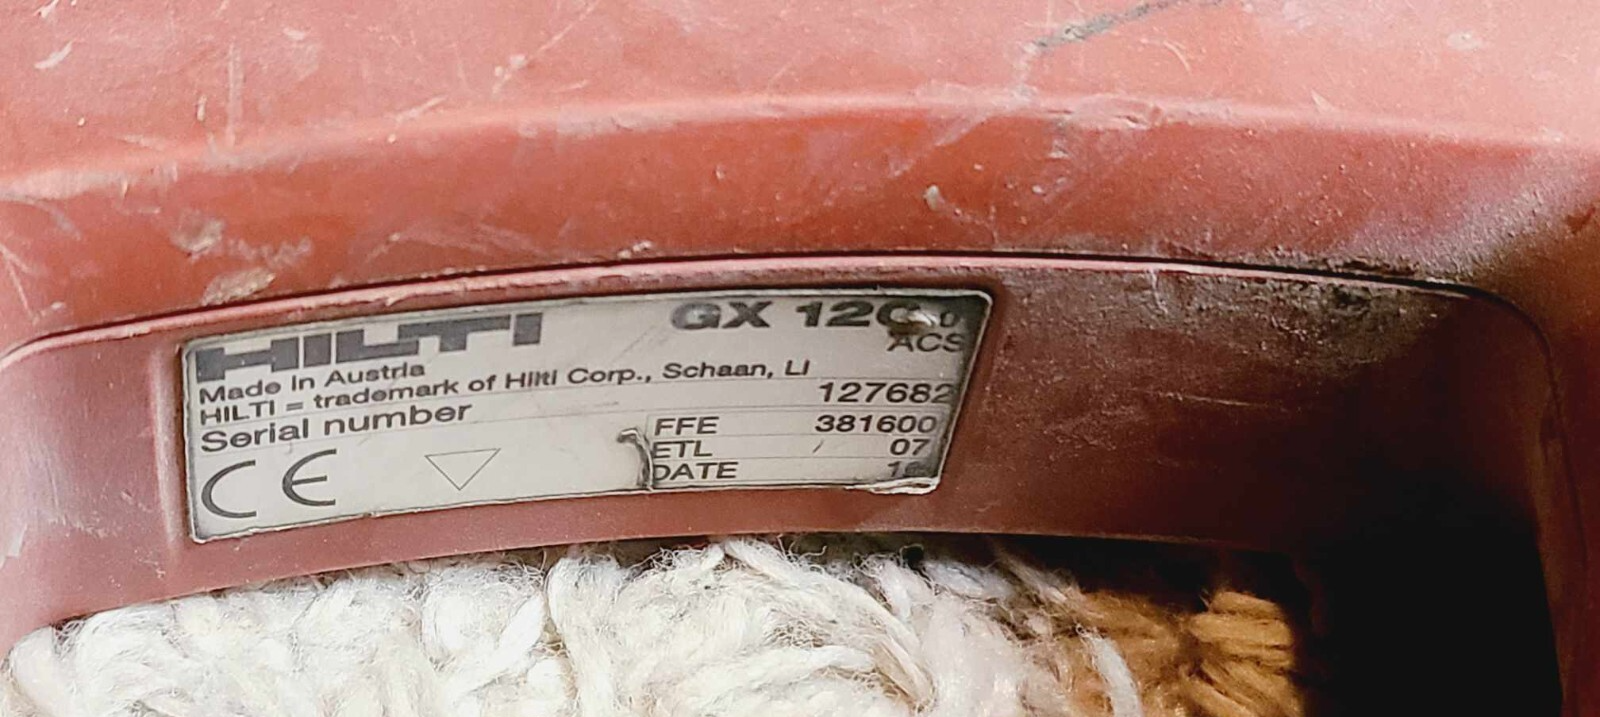 HILTI
GX 120
ACS
Made in Austria
HILTI = trademark of Hilti Corp., Schaan, LI
Serial number 127682
FFE 381600
ETL 07
DATE
CE